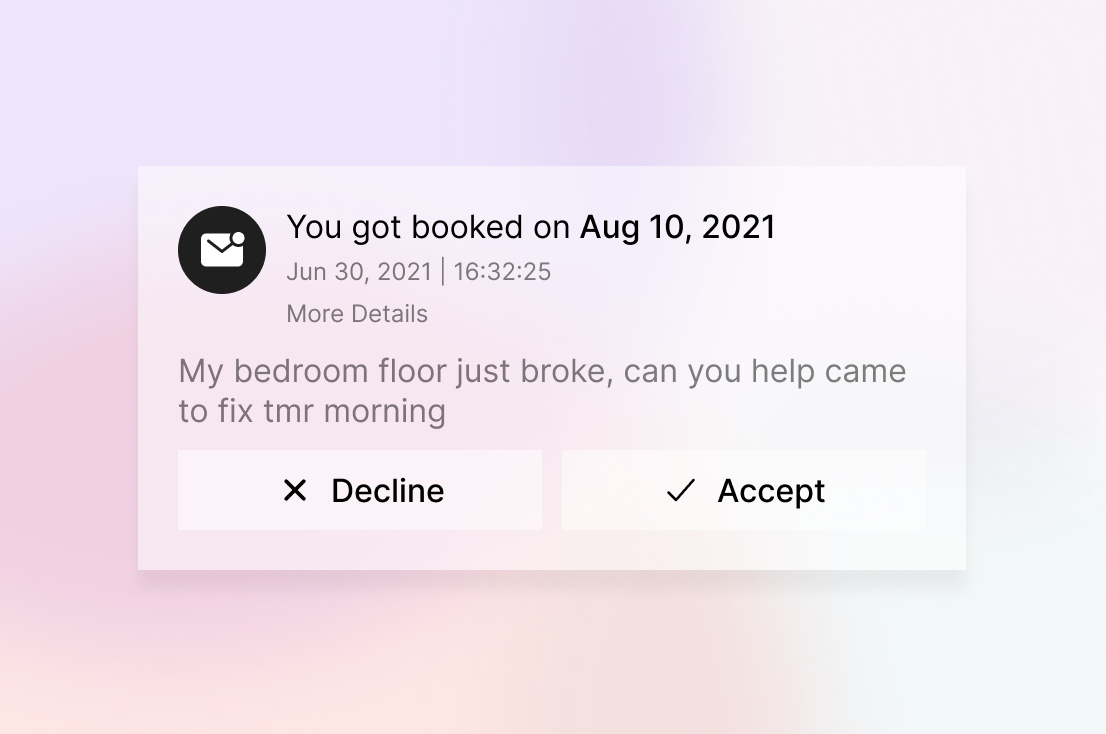 You got booked on Aug 10, 2021
Jun 30, 2021 | 16:32:25
More Details
My bedroom floor just broke, can you help came
to fix tmr morning
Decline
Accept